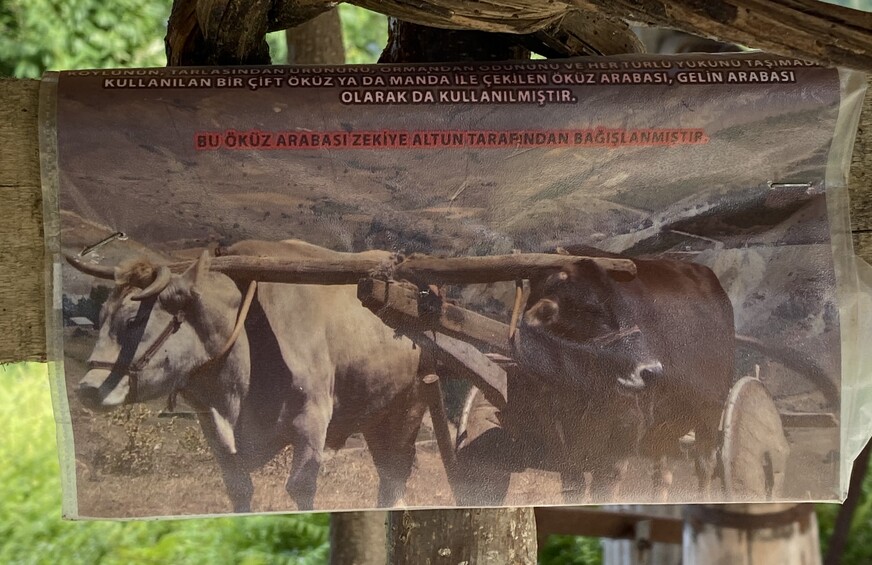 KÖYLÜNÜN, TARLASINDAN ÜRÜNÜNÜ, ORMANDAN ODUNUNU VE HER TÜRLÜ YÜKÜNÜ TAŞIMADA
KULLANILAN BİR ÇİFT ÖKÜZ YA DA MANDA İLE ÇEKİLEN ÖKÜZ ARABASI, GELİN ARABASI
OLARAK DA KULLANILMIŞTIR.
BU ÖKÜZ ARABASI ZEKİYE ALTUN TARAFINDAN BAĞIŞLANMIŞTIR.